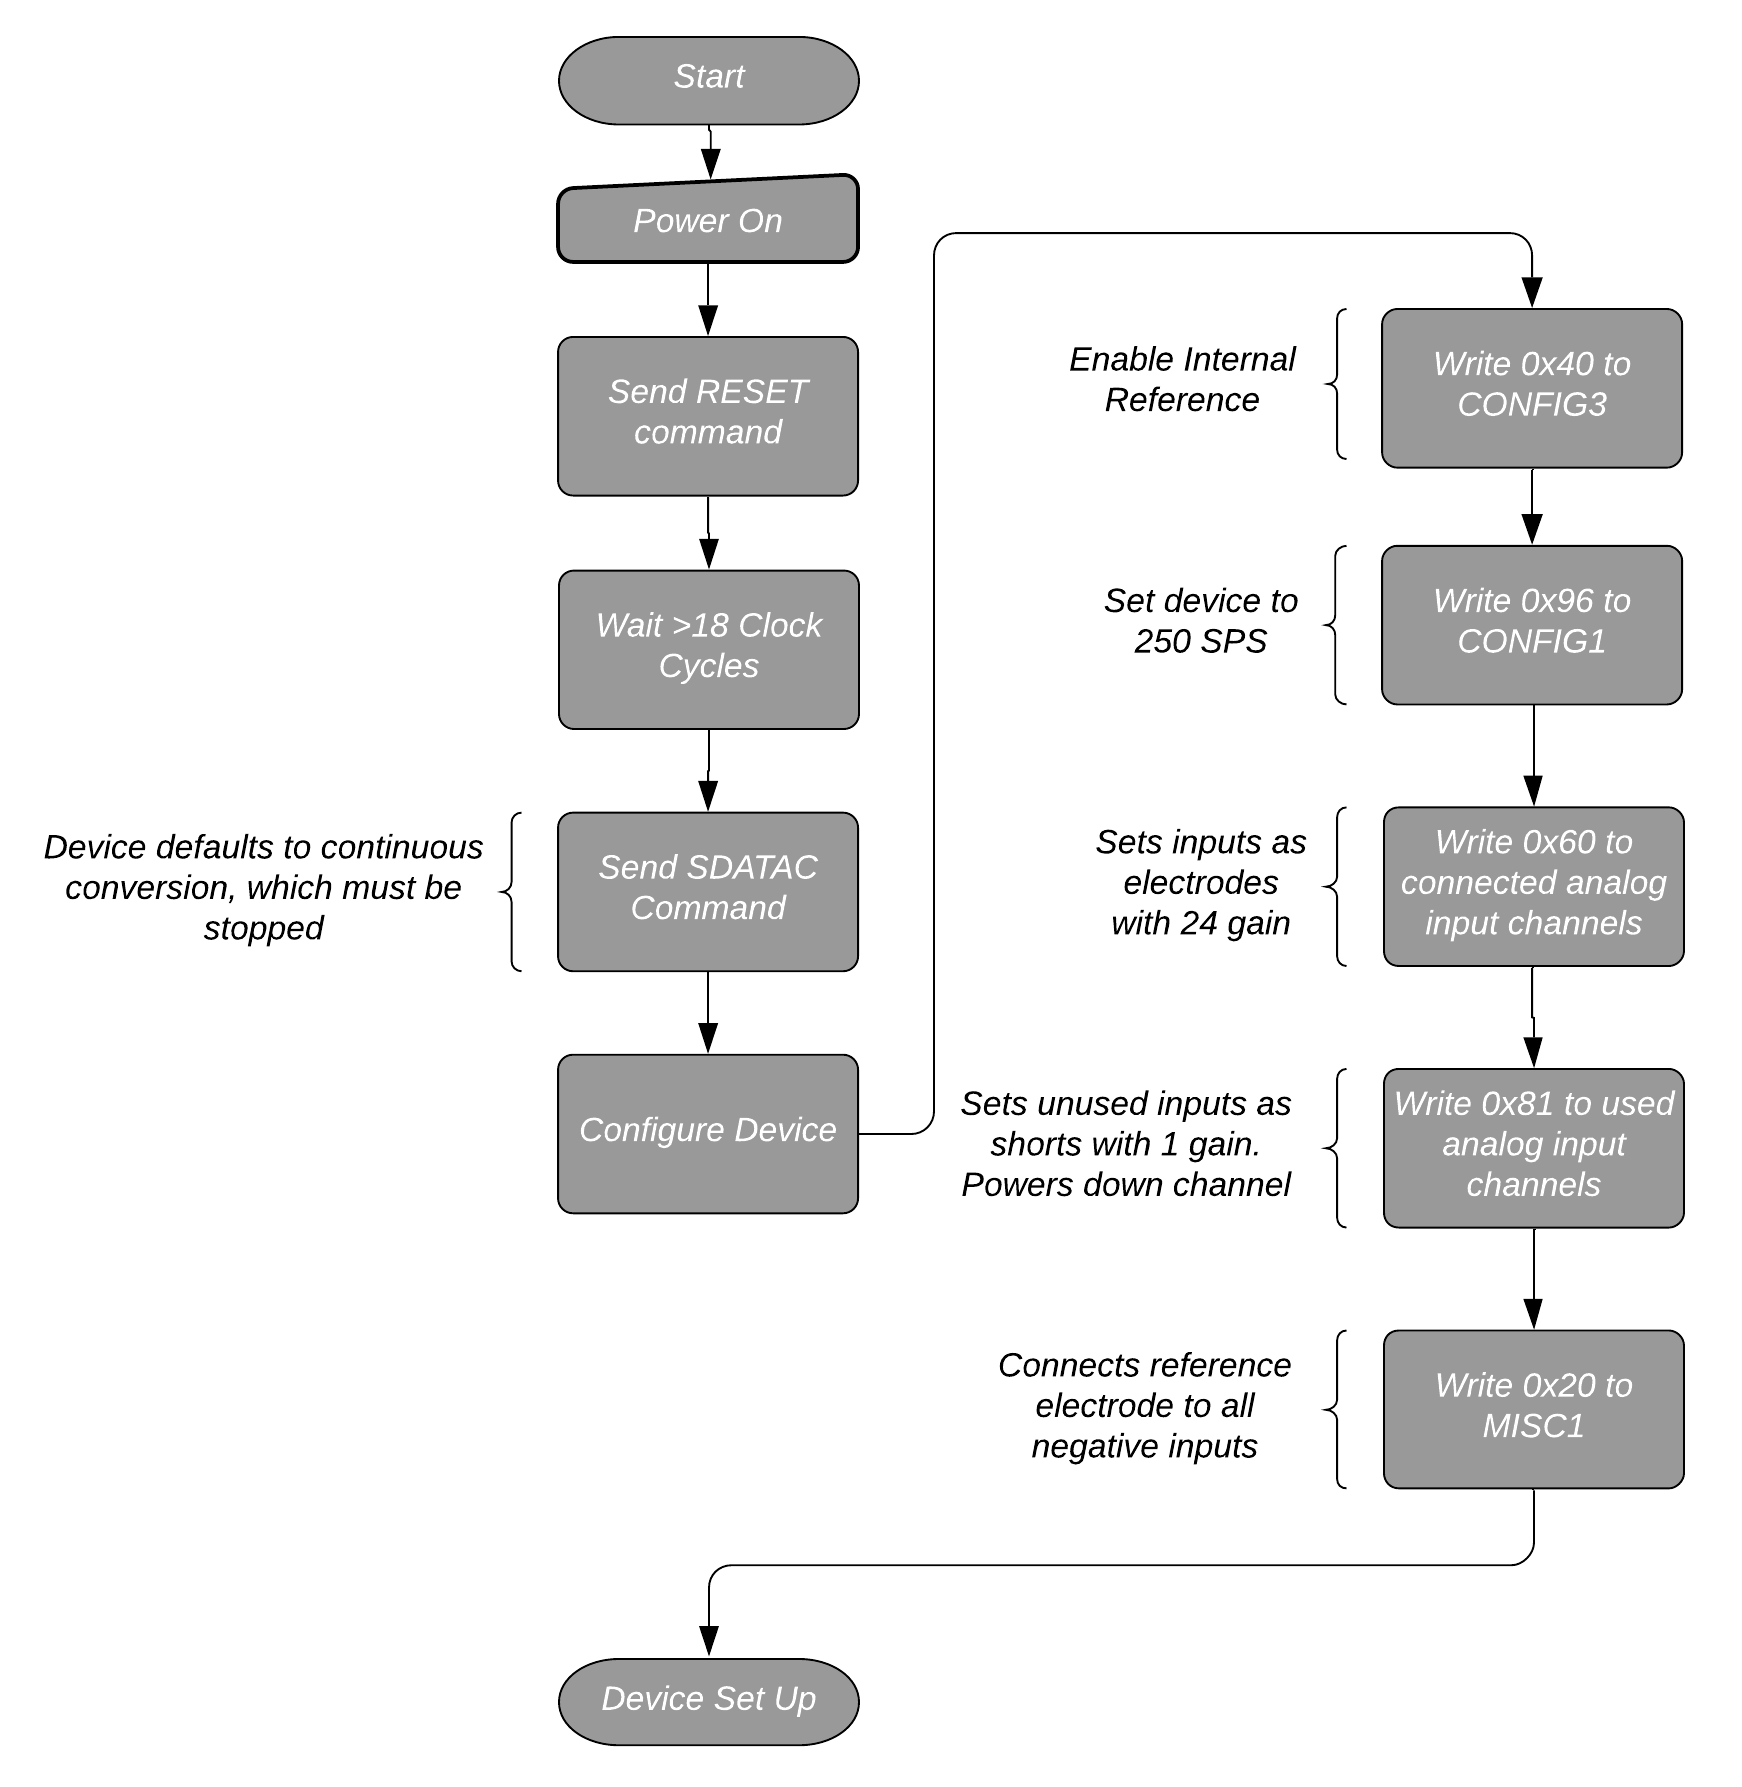 Start
Power On
Send RESET
command
Wait >18 Clock
Cycles
Device defaults to continuous
conversion, which must be
stopped
Send SDATAC
Command
Configure Device
Enable Internal
Reference
Write 0x40 to
CONFIG3
Set device to
250 SPS
Write 0x96 to
CONFIG1
Sets inputs as
electrodes
with 24 gain
Write 0x60 to
connected analog
input channels
Sets unused inputs as
shorts with 1 gain.
Powers down channel
Write 0x81 to used
analog input
channels
Connects reference
electrode to all
negative inputs
Write 0x20 to
MISC1
Device Set Up